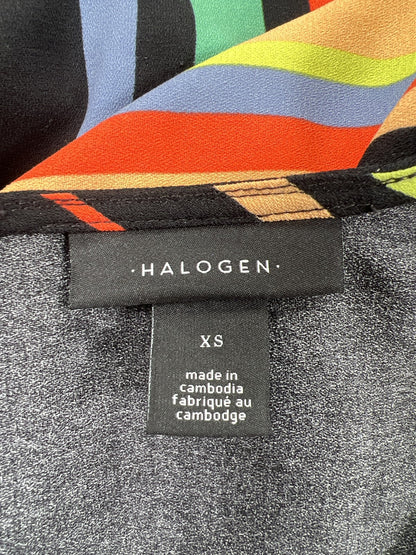 ·HALOGEN·
XS
made in
cambodia
fabriqué au
cambodge